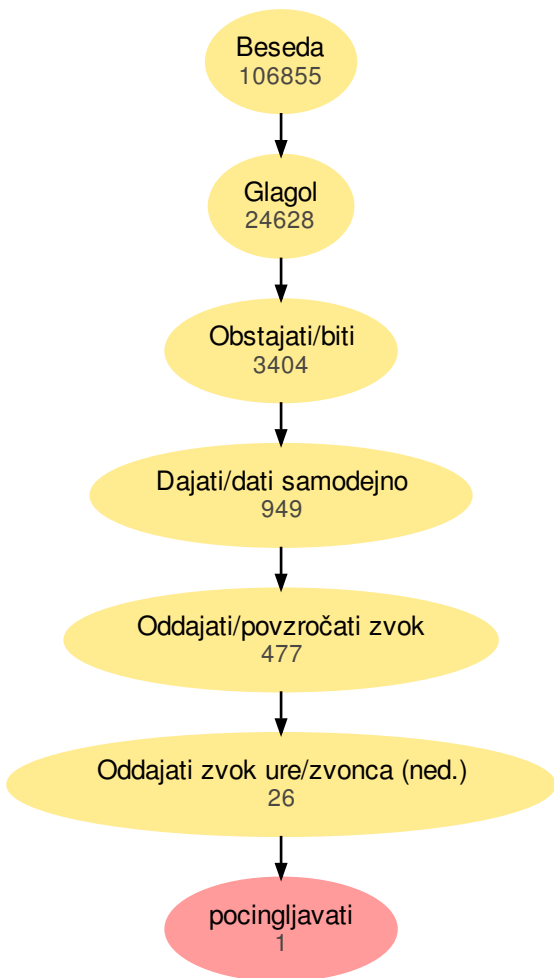 Beseda
106855
Glagol
24628
Obstajati/biti
3404
Dajati/dati samodejno
949
Oddajati/povzročati zvok
477
Oddajati zvok ure/zvonca (ned.)
26
pocingljavati
1